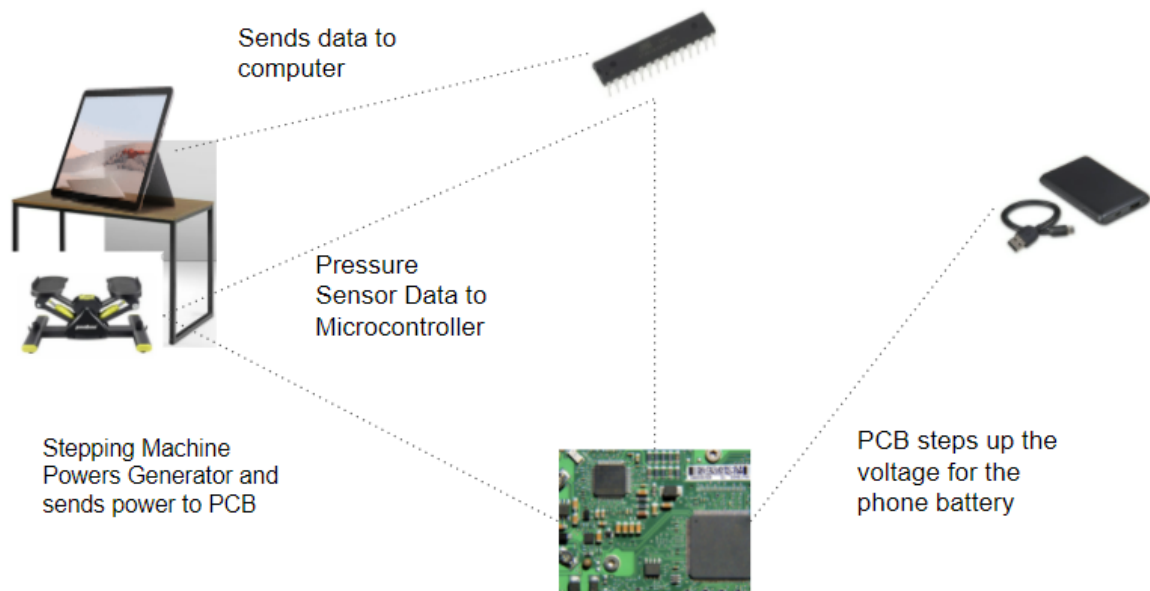 Sends data to
computer
Pressure
Sensor Data to
Microcontroller
Stepping Machine
Powers Generator and
sends power to PCB
PCB steps up the
voltage for the
phone battery